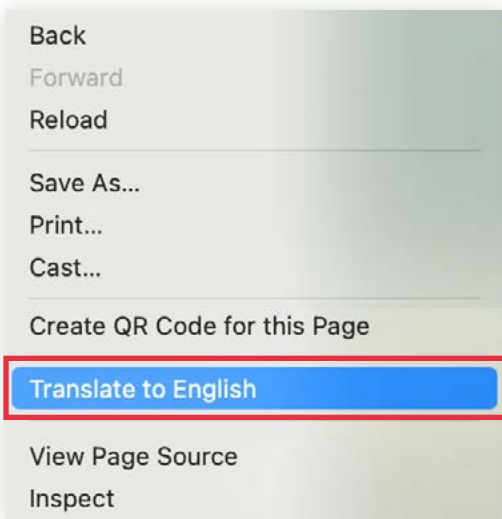 Back
Forward
Reload
Save As...
Print...
Cast...
Create QR Code for this Page
Translate to English
View Page Source
Inspect